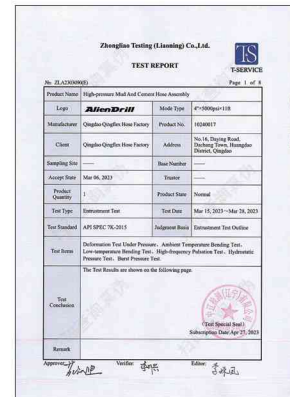 Zhongliao Testing (Liaoning) Co.,Ltd.
TS
TEST REPORT
T-SERVICE
Page 1 of 8
Product Name High-pressure Mud And Cement Hose Assembly
Logo AlienDrill Mode Type 4"×5000psi×11ft
Manufacturer Qingdao Qingflex Hose Factory Product No. 10240017
Client Qingdao Qingflex Hose Factory Address No.16, Daying Road,
Dachang Town, Huangdao
District, Qingdao
Sampling Size —— Base Number ——
Accept State Mar 06, 2023 Trustor ——
Product
Quantity 1 Product State Normal
Test Type Entrustment Test Test Date Mar 15, 2023～Mar 28, 2023
Test Standard API SPEC 7K-2015 Judgement Basis Entrustment Test Outline
Test Items Deformation Test Under Pressure、Ambient Temperature Bending Test、
Low-temperature Bending Test、High-frequency Pulsation Test、Hydrostatic
Pressure Test、Burst Pressure Test.
Test
Conclusion
The Test Results are shown on the following page.
(Test Special Seal)
Subscription Date: Apr 27, 2023
Remark
Approver: Verifier: Editor: